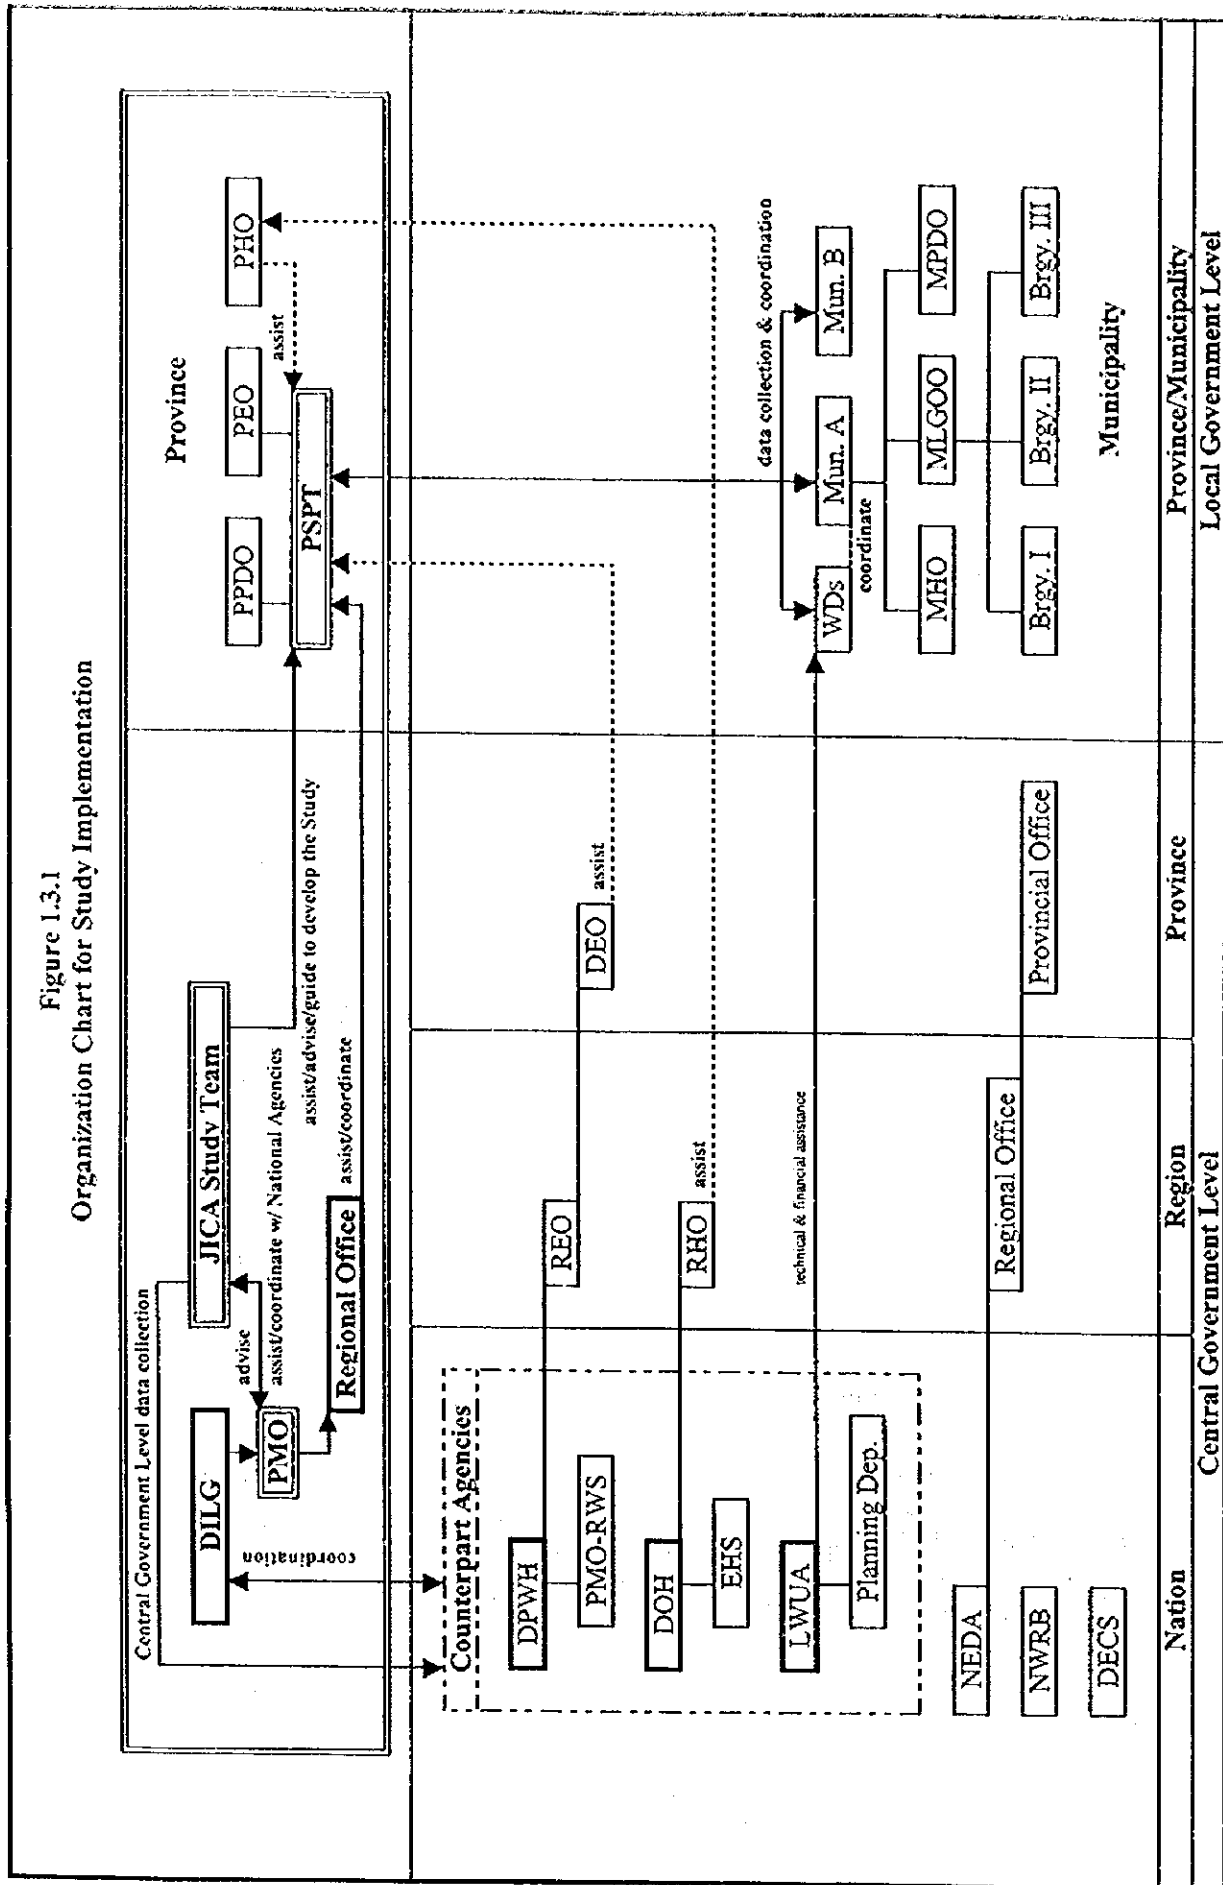 Figure 1.3.1
Organization Chart for Study Implementation
Central Government Level data collection
DILG
advise
PMO
assist/coordinate w/ National Agencies
JICA Study Team
assist/advise/guide to develop the Study
Regional Office
assist/coordinate
coordination
Province
PPDO
PEO
PHO
assist
PSPT
Counterpart Agencies
DPWH
PMO-RWS
REO
DEO
assist
DOH
EHS
RHO
assist
LWUA
Planning Dep.
technical & financial assistance
data collection & coordination
WDs
Mun. A
Mun. B
coordinate
MHO
MLGOO
MPDO
Brgy. I
Brgy. II
Brgy. III
Municipality
NEDA
NWRB
DECS
Regional Office
Provincial Office
Nation
Region
Province
Province/Municipality
Central Government Level
Local Government Level